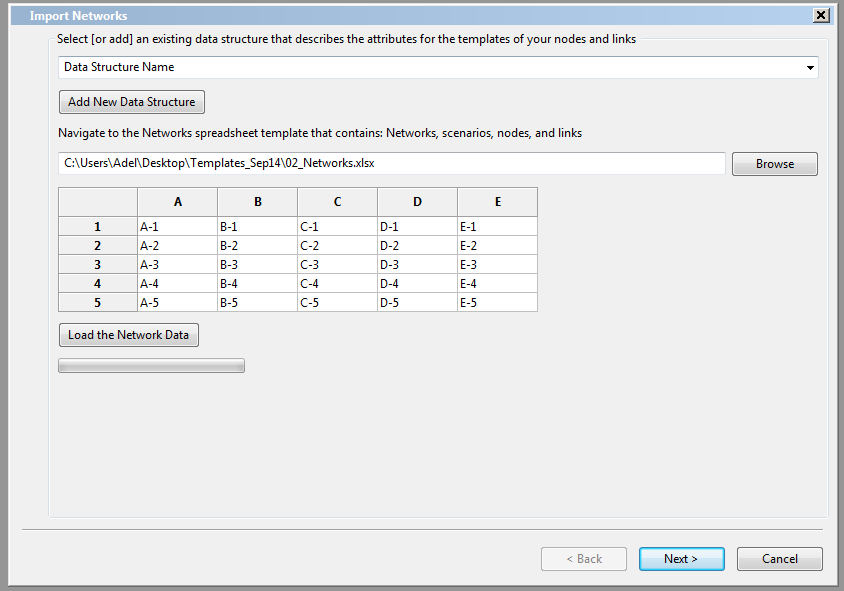 Import Networks
Select [or add] an existing data structure that describes the attributes for the templates of your nodes and links
Data Structure Name
Add New Data Structure
Navigate to the Networks spreadsheet template that contains: Networks, scenarios, nodes, and links
C:\Users\Adel\Desktop\Templates_Sep14\02_Networks.xlsx Browse
A B C D E
1 A-1 B-1 C-1 D-1 E-1
2 A-2 B-2 C-2 D-2 E-2
3 A-3 B-3 C-3 D-3 E-3
4 A-4 B-4 C-4 D-4 E-4
5 A-5 B-5 C-5 D-5 E-5
Load the Network Data
< Back Next > Cancel